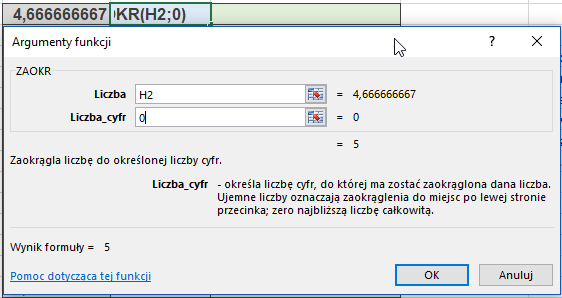 4,666666667 OKR(H2;0)
Argumenty funkcji ? ×
ZAOKR
Liczba H2 = 4,666666667
Liczba_cyfr 0 = 0
= 5
Zaokrągla liczbę do określonej liczby cyfr.
Liczba_cyfr - określa liczbę cyfr, do której ma zostać zaokrąglona dana liczba.
Ujemne liczby oznaczają zaokrąglenia do miejsc po lewej stronie
przecinka; zero najbliższą liczbę całkowitą.
Wynik formuły = 5
Pomoc dotycząca tej funkcji OK Anuluj